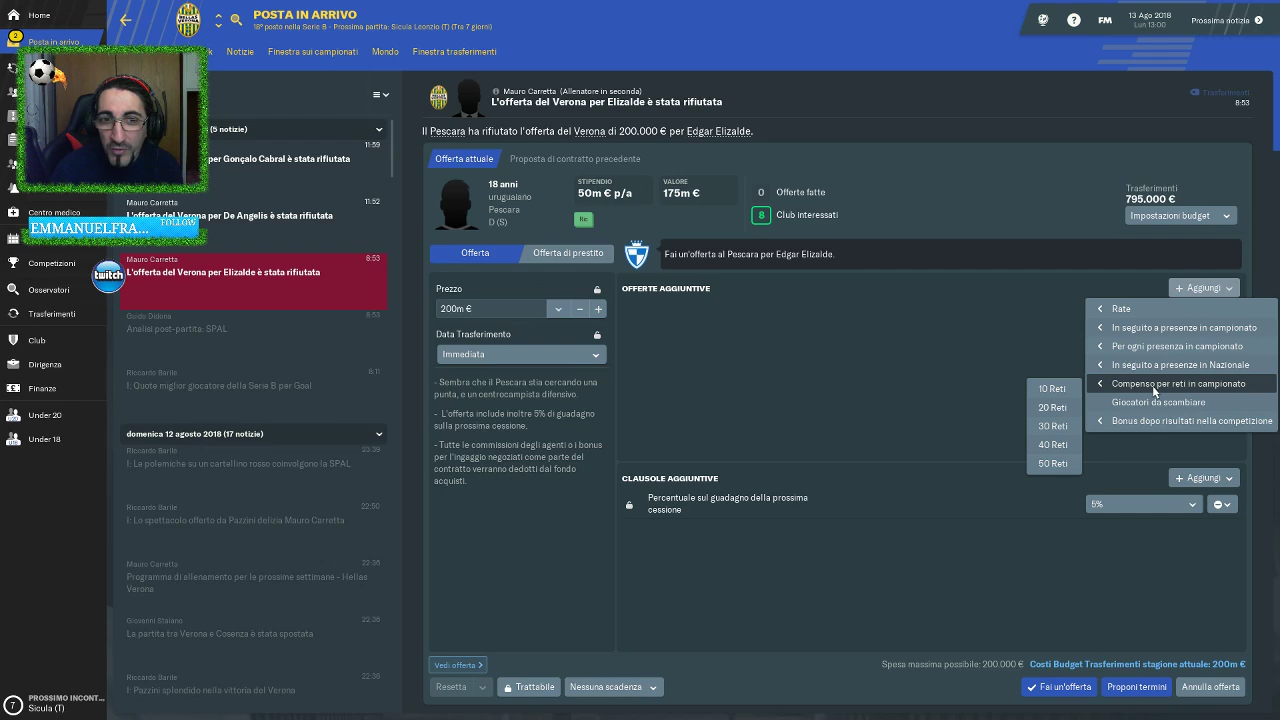 Home
POSTA IN ARRIVO
18° posto nella Serie B - Prossima partita: Sicula Leonzio (T) (Tra 7 giorni)
FM
13 Ago 2018
Lun 13:00
Prossima notizia
2
Posta in arrivo
Notizie
Finestra sui campionati
Mondo
Finestra trasferimenti
Centro medico
Competizioni
Osservatori
Trasferimenti
Club
Dirigenza
Finanze
Under 20
Under 18
7
PROSSIMO INCONT...
Sicula (T)
EMMANUELFRA...
FOLLOW
twitch
(5 notizie)
11:59
per Gonçalo Cabral è stata rifiutata
Mauro Carretta
11:52
L'offerta del Verona per De Angelis è stata rifiutata
Mauro Carretta
8:53
L'offerta del Verona per Elizalde è stata rifiutata
Guido Didona
8:53
Analisi post-partita: SPAL
Riccardo Barile
8:11
I: Quote miglior giocatore della Serie B per Goal
domenica 12 agosto 2018 (17 notizie)
Riccardo Barile
23:39
I: Le polemiche su un cartellino rosso coinvolgono la SPAL
Riccardo Barile
22:50
I: Lo spettacolo offerto da Pazzini delizia Mauro Carretta
Mauro Carretta
22:36
Programma di allenamento per le prossime settimane - Hellas
Verona
Giovanni Staiano
22:36
La partita tra Verona e Cosenza è stata spostata
Riccardo Barile
22:36
I: Pazzini splendido nella vittoria del Verona
Mauro Carretta (Allenatore in seconda)
L'offerta del Verona per Elizalde è stata rifiutata
Trasferimenti
8:53
Il Pescara ha rifiutato l'offerta del Verona di 200.000 € per Edgar Elizalde.
Offerta attuale
Proposta di contratto precedente
18 anni
uruguaiano
Pescara
D (S)
STIPENDIO
50m € p/a
VALORE
175m €
Ric
0 Offerte fatte
8 Club interessati
Trasferimenti
795.000 €
Impostazioni budget
Offerta
Offerta di prestito
Fai un'offerta al Pescara per Edgar Elizalde.
Prezzo
200m €
Data Trasferimento
Immediata
- Sembra che il Pescara stia cercando una
punta, e un centrocampista difensivo.
- L'offerta include inoltre 5% di guadagno
sulla prossima cessione,
- Tutte le commissioni degli agenti o i bonus
per l'ingaggio negoziati come parte del
contratto verranno dedotti dal fondo
acquisti.
OFFERTE AGGIUNTIVE
+ Aggiungi
Rate
In seguito a presenze in campionato
Per ogni presenza in campionato
In seguito a presenze in Nazionale
Compenso per reti in campionato
Giocatori da scambiare
Bonus dopo risultati nella competizione
10 Reti
20 Reti
30 Reti
40 Reti
50 Reti
CLAUSOLE AGGIUNTIVE
+ Aggiungi
Percentuale sul guadagno della prossima
cessione
5%
Vedi offerta
Spesa massima possibile: 200.000 €
Costi Budget Trasferimenti stagione attuale: 200m €
Resetta
Trattabile
Nessuna scadenza
Fai un'offerta
Proponi termini
Annulla offerta